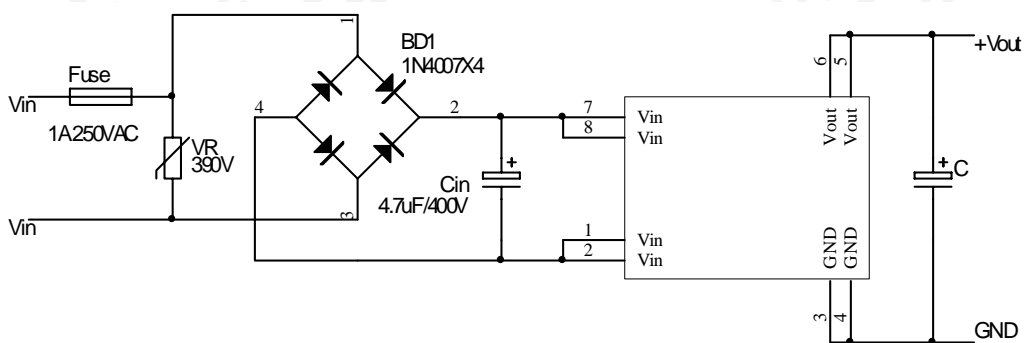 1
BD1
1N4007X4
Fuse
Vin
1A250VAC
4
2
VR
390V
3
Vin
Cin
4.7uF/400V
+
7
Vin
8
Vin
1
Vin
2
Vin
6
5
Vout
Vout
GND
GND
3
4
+Vout
+
C
GND